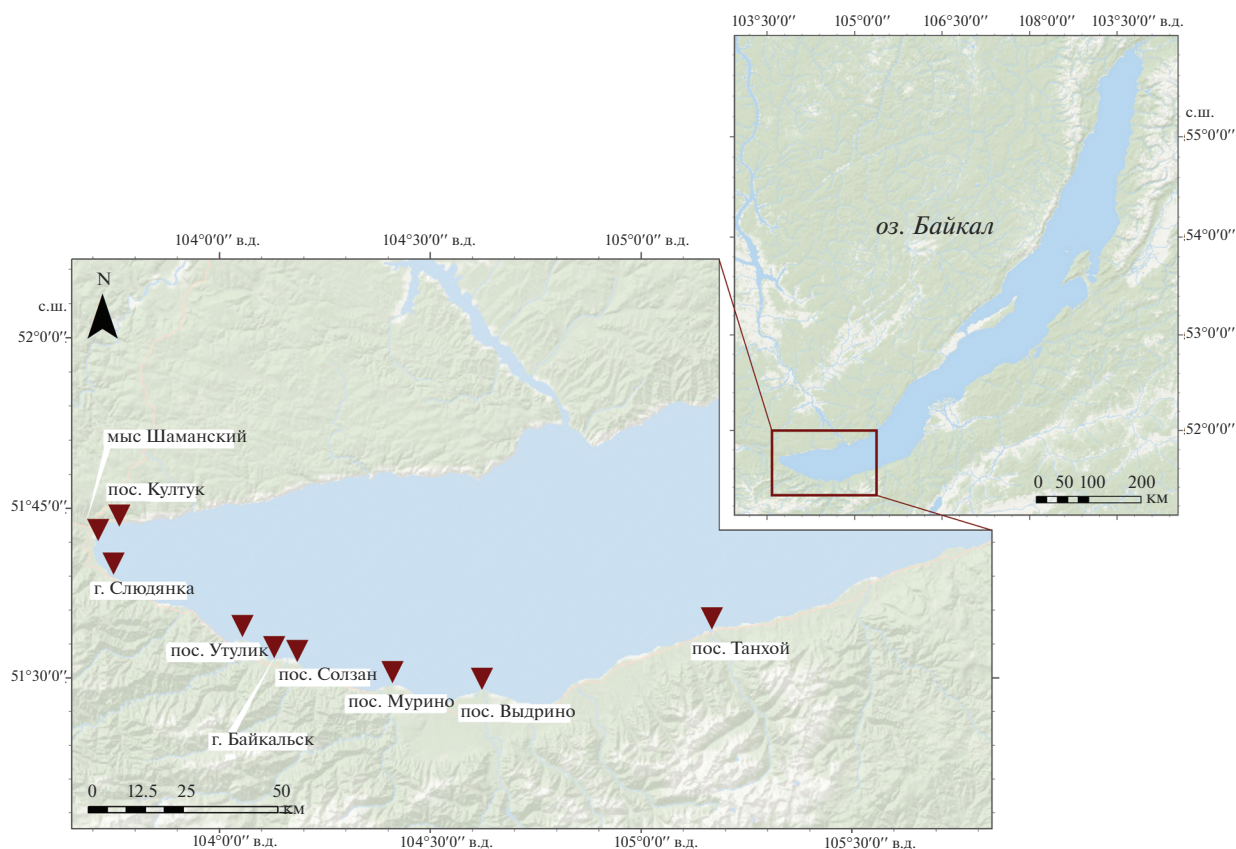 103°30′0″ 105°0′0″ 106°30′0″ 108°0′0″ 103°30′0″ в.д.
с.ш.
55°0′0″
54°0′0″
53°0′0″
52°0′0″
оз. Байкал
0 50 100 200
км
104°0′0″ в.д. 104°30′0″ в.д. 105°0′0″ в.д.
N
с.ш.
52°0′0″
51°45′0″
51°30′0″
мыс Шаманский
пос. Култук
г. Слюдянка
пос. Утулик
пос. Солзан
пос. Танхой
пос. Мурино
пос. Выдрино
г. Байкальск
0 12.5 25 50
км
104°0′0″ в.д. 104°30′0″ в.д. 105°0′0″ в.д. 105°30′0″ в.д.